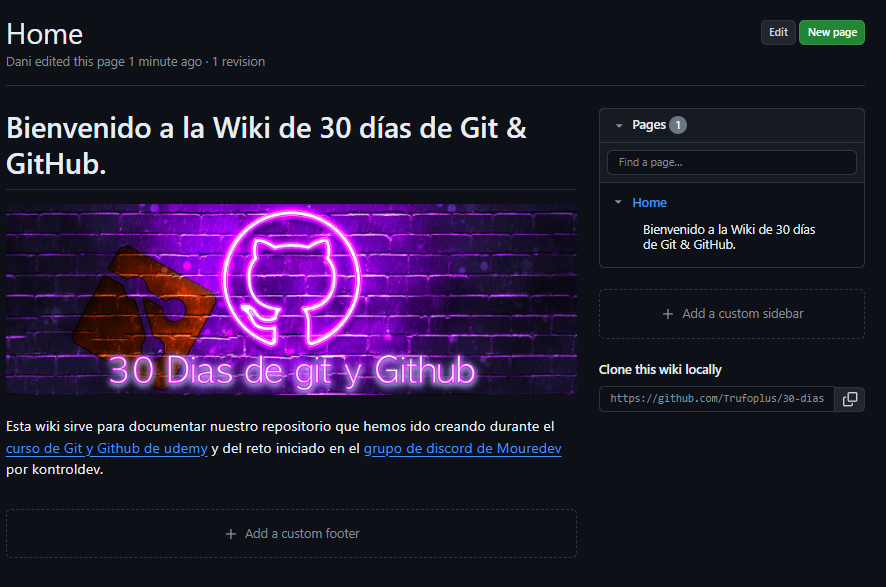 Home
Edit
New page
Dani edited this page 1 minute ago · 1 revision
Bienvenido a la Wiki de 30 días de Git &
GitHub.
30 Dias de git y Github
Esta wiki sirve para documentar nuestro repositorio que hemos ido creando durante el
curso de Git y Github de udemy y del reto iniciado en el grupo de discord de Mouredev
por kontroldev.
Add a custom footer
Pages 1
Find a page...
Home
Bienvenido a la Wiki de 30 días
de Git & GitHub.
Add a custom sidebar
Clone this wiki locally
https://github.com/Trufoplus/30-dias